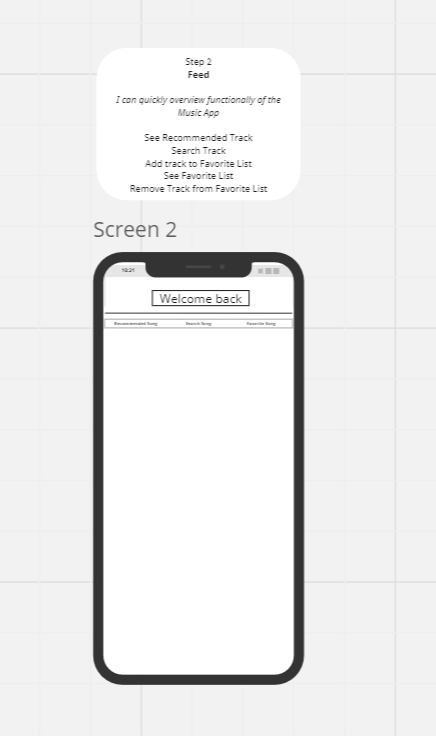 Step 2
Feed
I can quickly overview functionally of the
Music App
See Recommended Track
Search Track
Add track to Favorite List
See Favorite List
Remove Track from Favorite List
Screen 2
Welcome back
Recommended Song Search Song Favorite Song